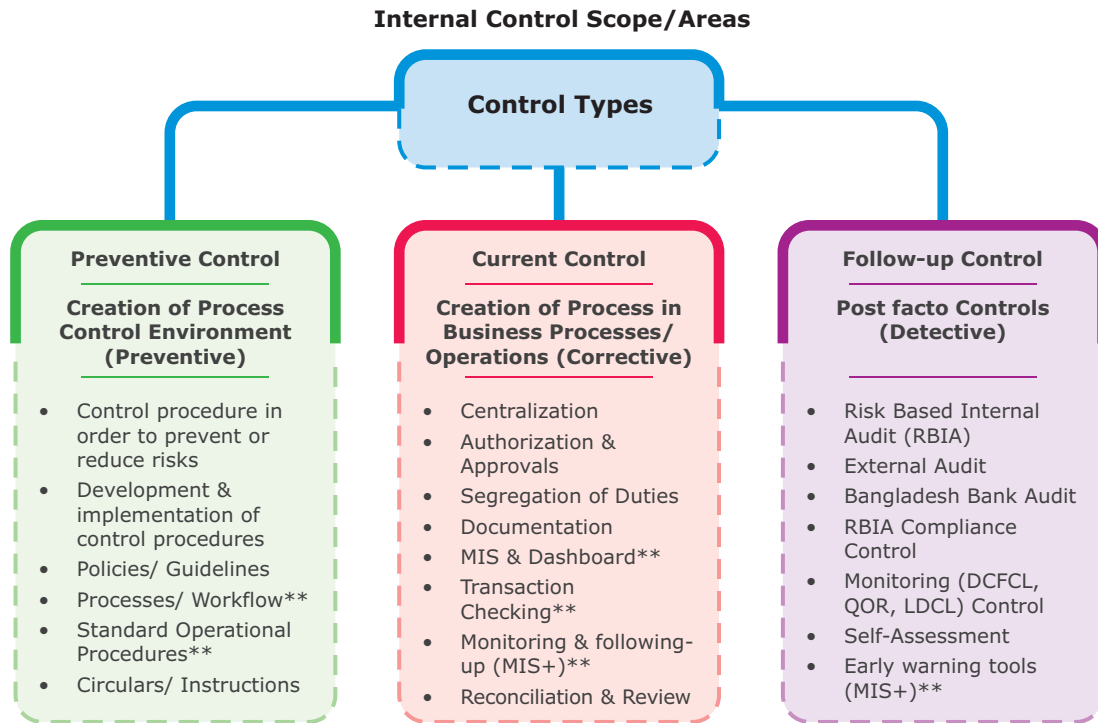 Internal Control Scope/Areas
Control Types
Preventive Control
Creation of Process
Control Environment
(Preventive)
• Control procedure in
order to prevent or
reduce risks
• Development &
implementation of
control procedures
• Policies/ Guidelines
• Processes/ Workflow**
• Standard Operational
Procedures**
• Circulars/ Instructions
Current Control
Creation of Process in
Business Processes/
Operations (Corrective)
• Centralization
• Authorization &
Approvals
• Segregation of Duties
• Documentation
• MIS & Dashboard**
• Transaction
Checking**
• Monitoring & following-
up (MIS+)**
• Reconciliation & Review
Follow-up Control
Post facto Controls
(Detective)
• Risk Based Internal
Audit (RBIA)
• External Audit
• Bangladesh Bank Audit
• RBIA Compliance
Control
• Monitoring (DCFCL,
QOR, LDCL) Control
• Self-Assessment
• Early warning tools
(MIS+)**